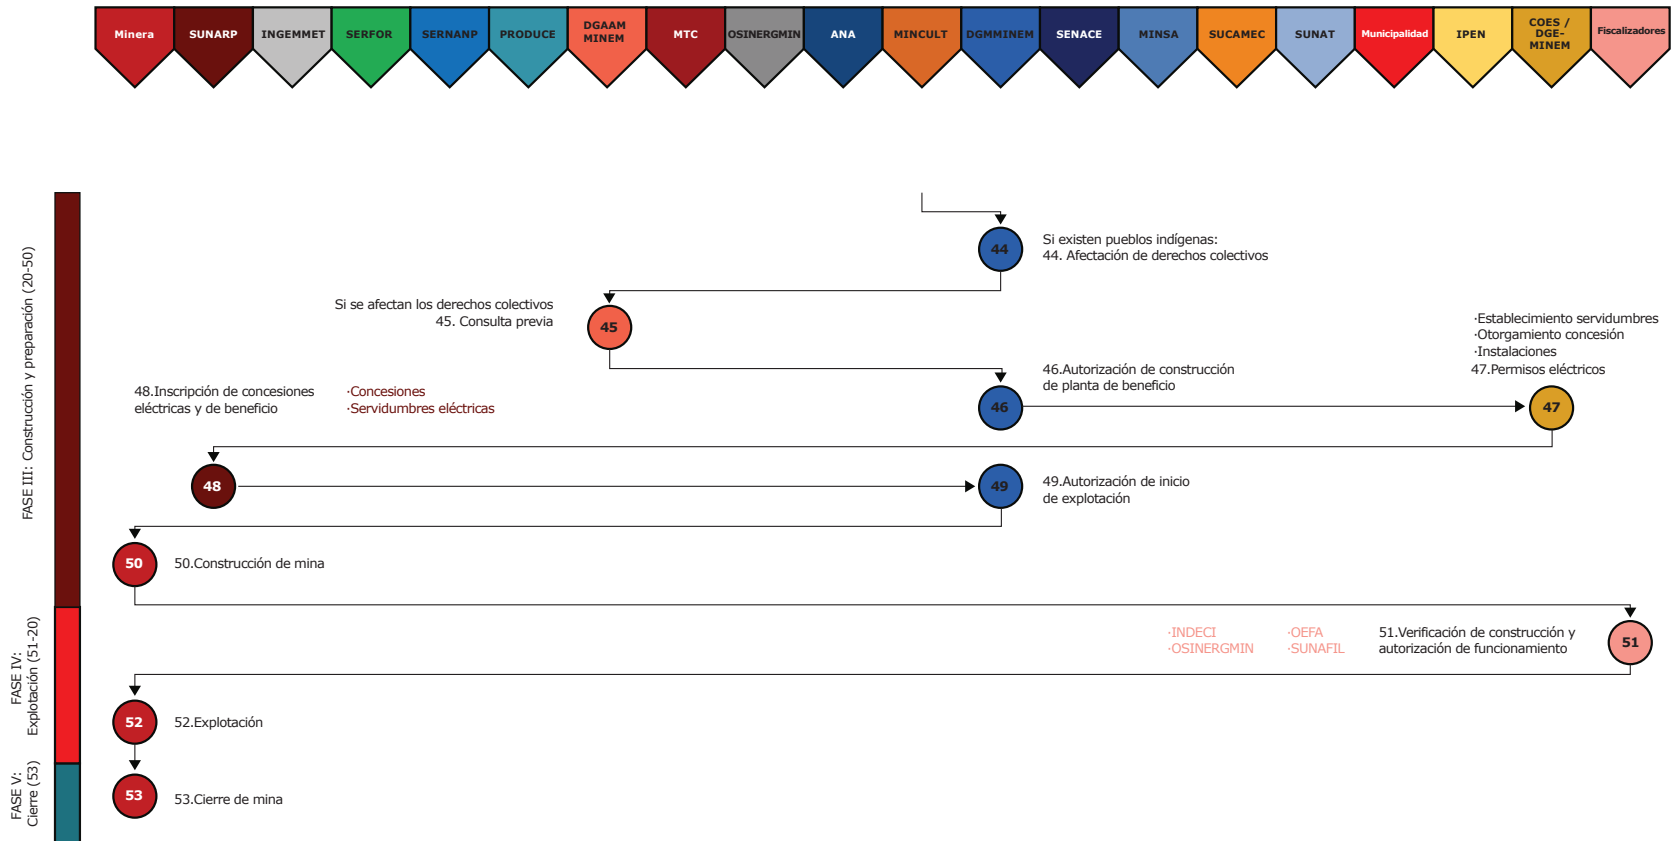 Minera
SUNARP
INGEMMET
SERFOR
SERNANP
PRODUCE
DGAAM
MINEM
MTC
OSINERGMIN
ANA
MINCULT
DGMMINEM
SENACE
MINSA
SUCAMEC
SUNAT
Municipalidad
IPEN
COES /
DGE-
MINEM
Fiscalizadores
FASE III: Construcción y preparación (20-50)
44
Si existen pueblos indígenas:
44. Afectación de derechos colectivos
Si se afectan los derechos colectivos
45. Consulta previa
45
·Establecimiento servidumbres
·Otorgamiento concesión
·Instalaciones
47.Permisos eléctricos
46.Autorización de construcción
de planta de beneficio
46
47
48.Inscripción de concesiones
eléctricas y de beneficio
·Concesiones
·Servidumbres eléctricas
48
49
49.Autorización de inicio
de explotación
50
50.Construcción de mina
FASE IV:
Explotación (51-20)
·INDECI
·OSINERGMIN
·OEFA
·SUNAFIL
51.Verificación de construcción y
autorización de funcionamiento
51
52
52.Explotación
FASE V:
Cierre (53)
53
53.Cierre de mina